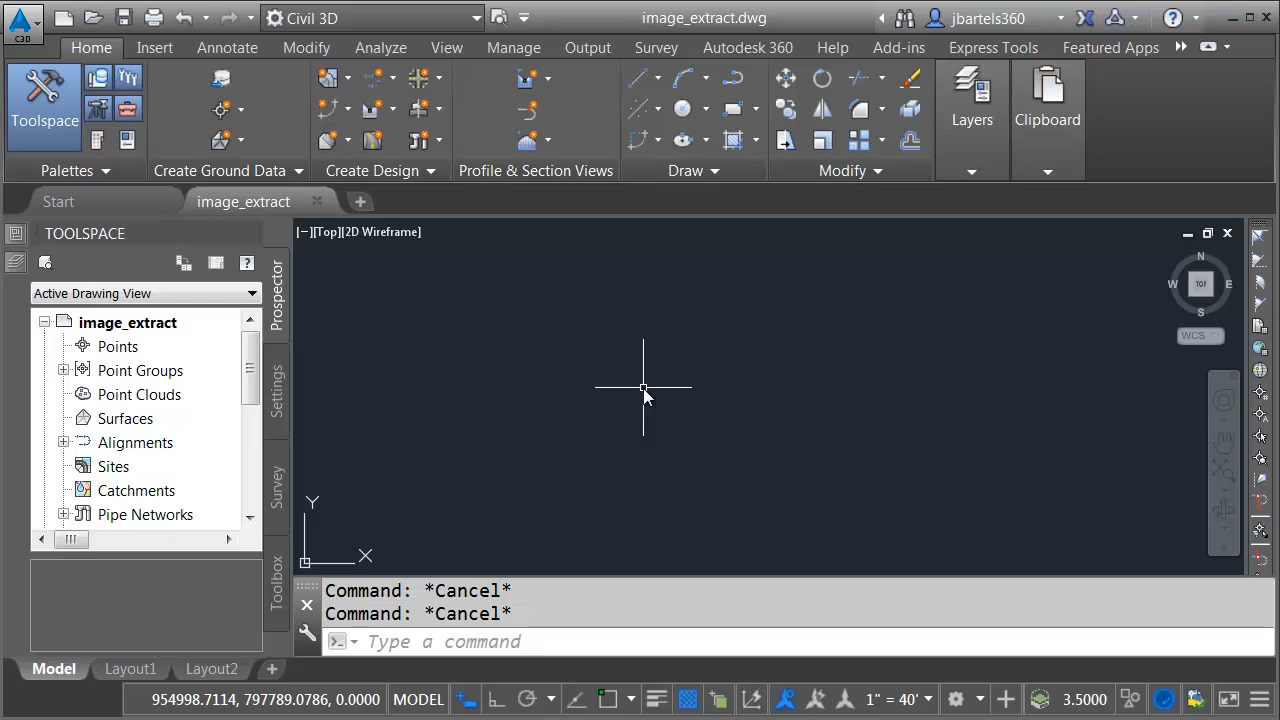 C3D
Civil 3D
image_extract.dwg
jbartels360
Home Insert Annotate Modify Analyze View Manage Output Survey Autodesk 360 Help Add-ins Express Tools Featured Apps
Toolspace
Layers
Clipboard
Palettes Create Ground Data Create Design Profile & Section Views Draw Modify
Start image_extract
TOOLSPACE
[−][Top][2D Wireframe]
Active Drawing View
image_extract
Points
Point Groups
Point Clouds
Surfaces
Alignments
Sites
Catchments
Pipe Networks
Prospector
Settings
Survey
Toolbox
N
W TOP E
S
WCS
Y
X
Command: *Cancel*
Command: *Cancel*
Type a command
Model Layout1 Layout2
954998.7114, 797789.0786, 0.0000 MODEL 1" = 40' 3.5000